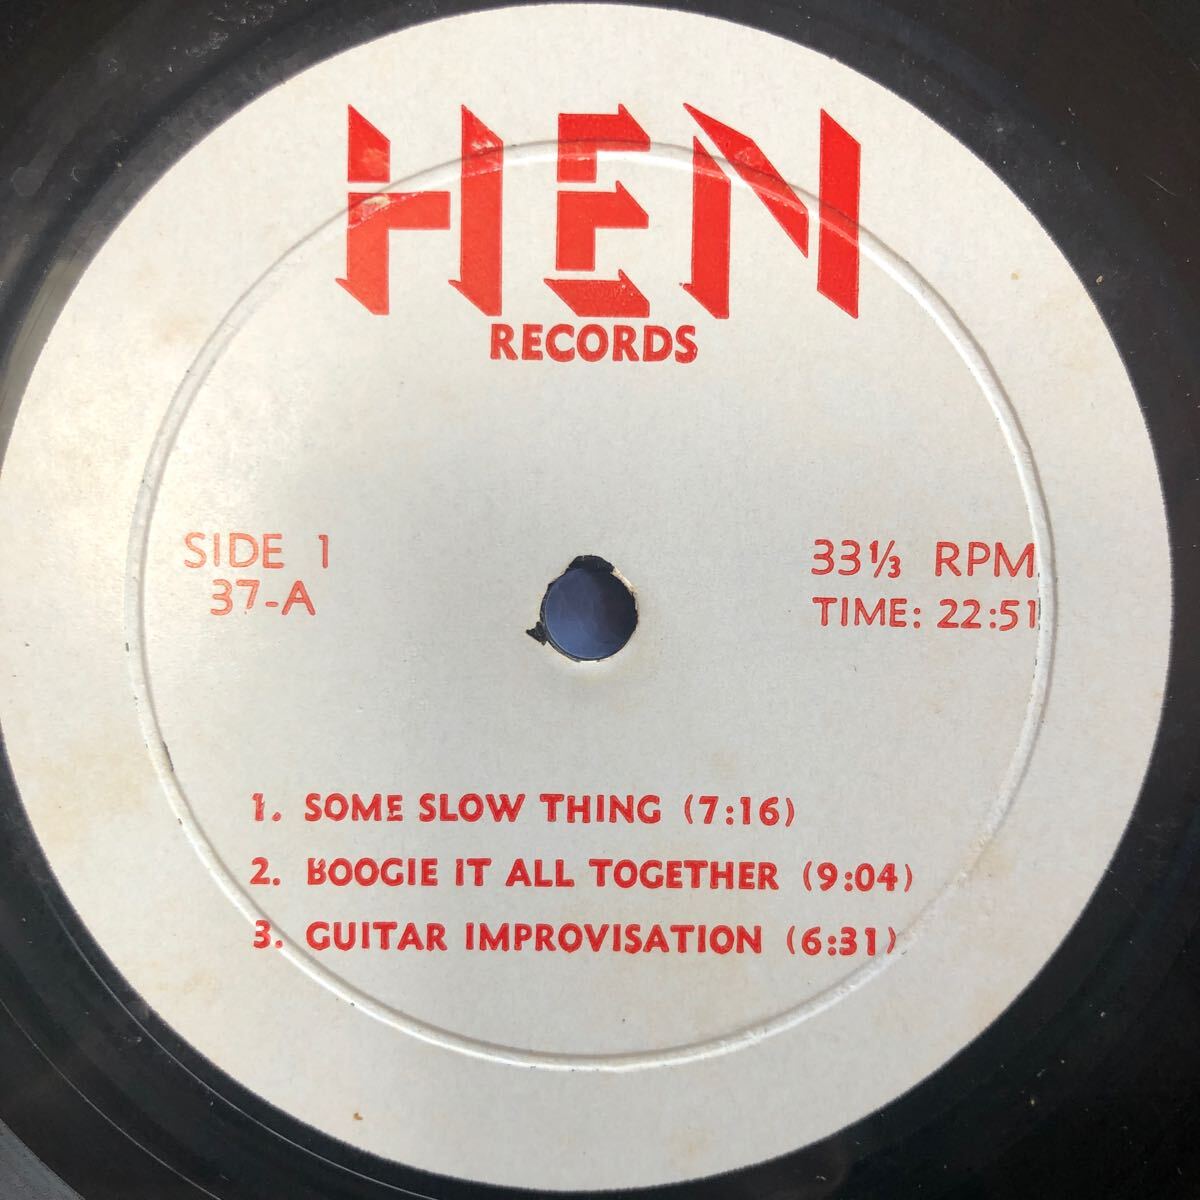 HEN
RECORDS
SIDE 1
37-A
33⅓ RPM
TIME: 22:51
1. SOME SLOW THING (7:16)
2. BOOGIE IT ALL TOGETHER (9:04)
3. GUITAR IMPROVISATION (6:31)